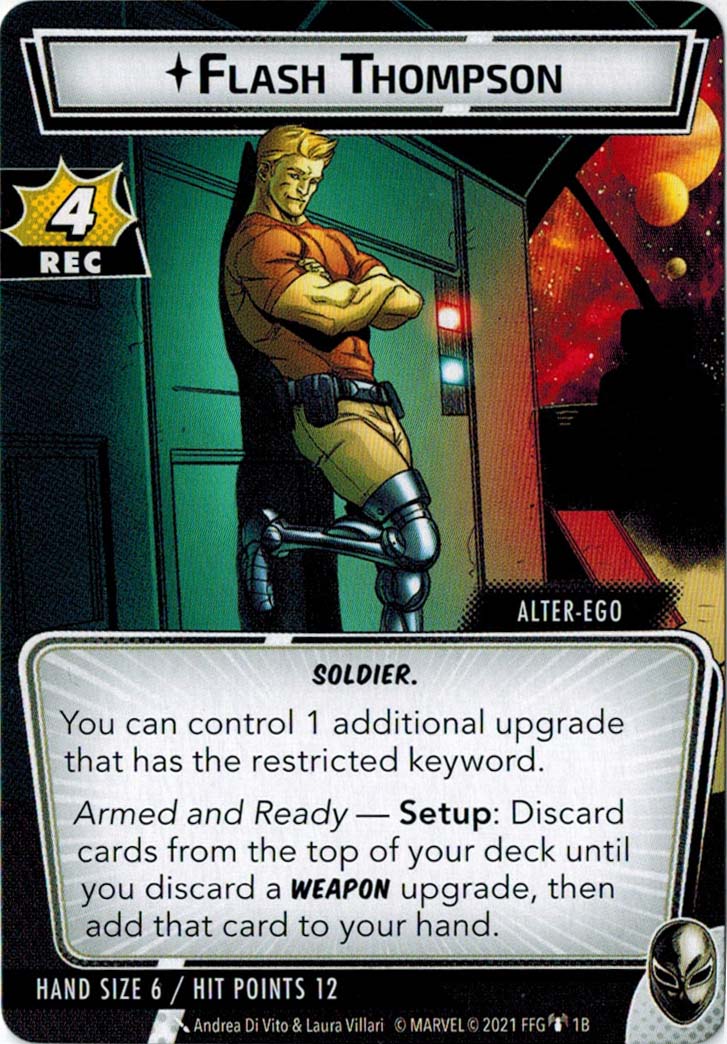 FLASH THOMPSON
4
REC
ALTER-EGO
SOLDIER.
You can control 1 additional upgrade
that has the restricted keyword.
Armed and Ready — Setup: Discard
cards from the top of your deck until
you discard a WEAPON upgrade, then
add that card to your hand.
HAND SIZE 6 / HIT POINTS 12
Andrea Di Vito & Laura Villari © MARVEL © 2021 FFG 1B